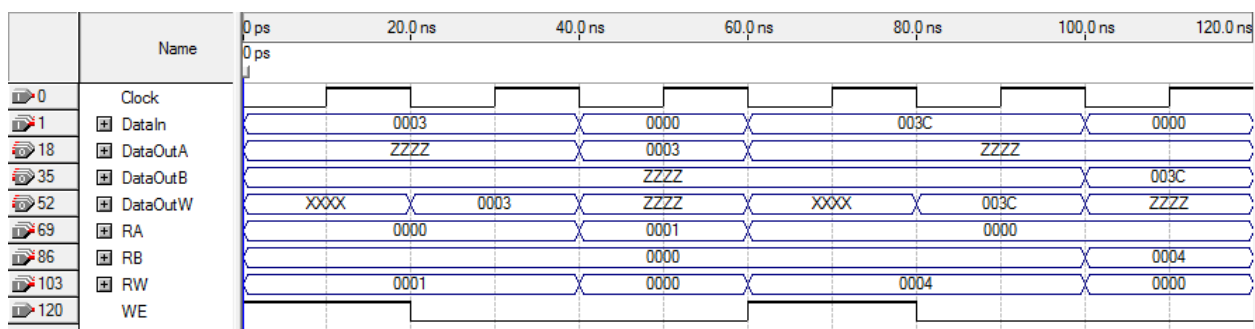 Name
0 ps 20.0 ns 40.0 ns 60.0 ns 80.0 ns 100.0 ns 120.0 ns
0 ps
0 Clock
1 DataIn 0003 0000 003C 0000
18 DataOutA ZZZZ 0003 ZZZZ
35 DataOutB ZZZZ 003C
52 DataOutW XXXX 0003 ZZZZ XXXX 003C ZZZZ
69 RA 0000 0001 0000
86 RB 0000 0004
103 RW 0001 0000 0004 0000
120 WE